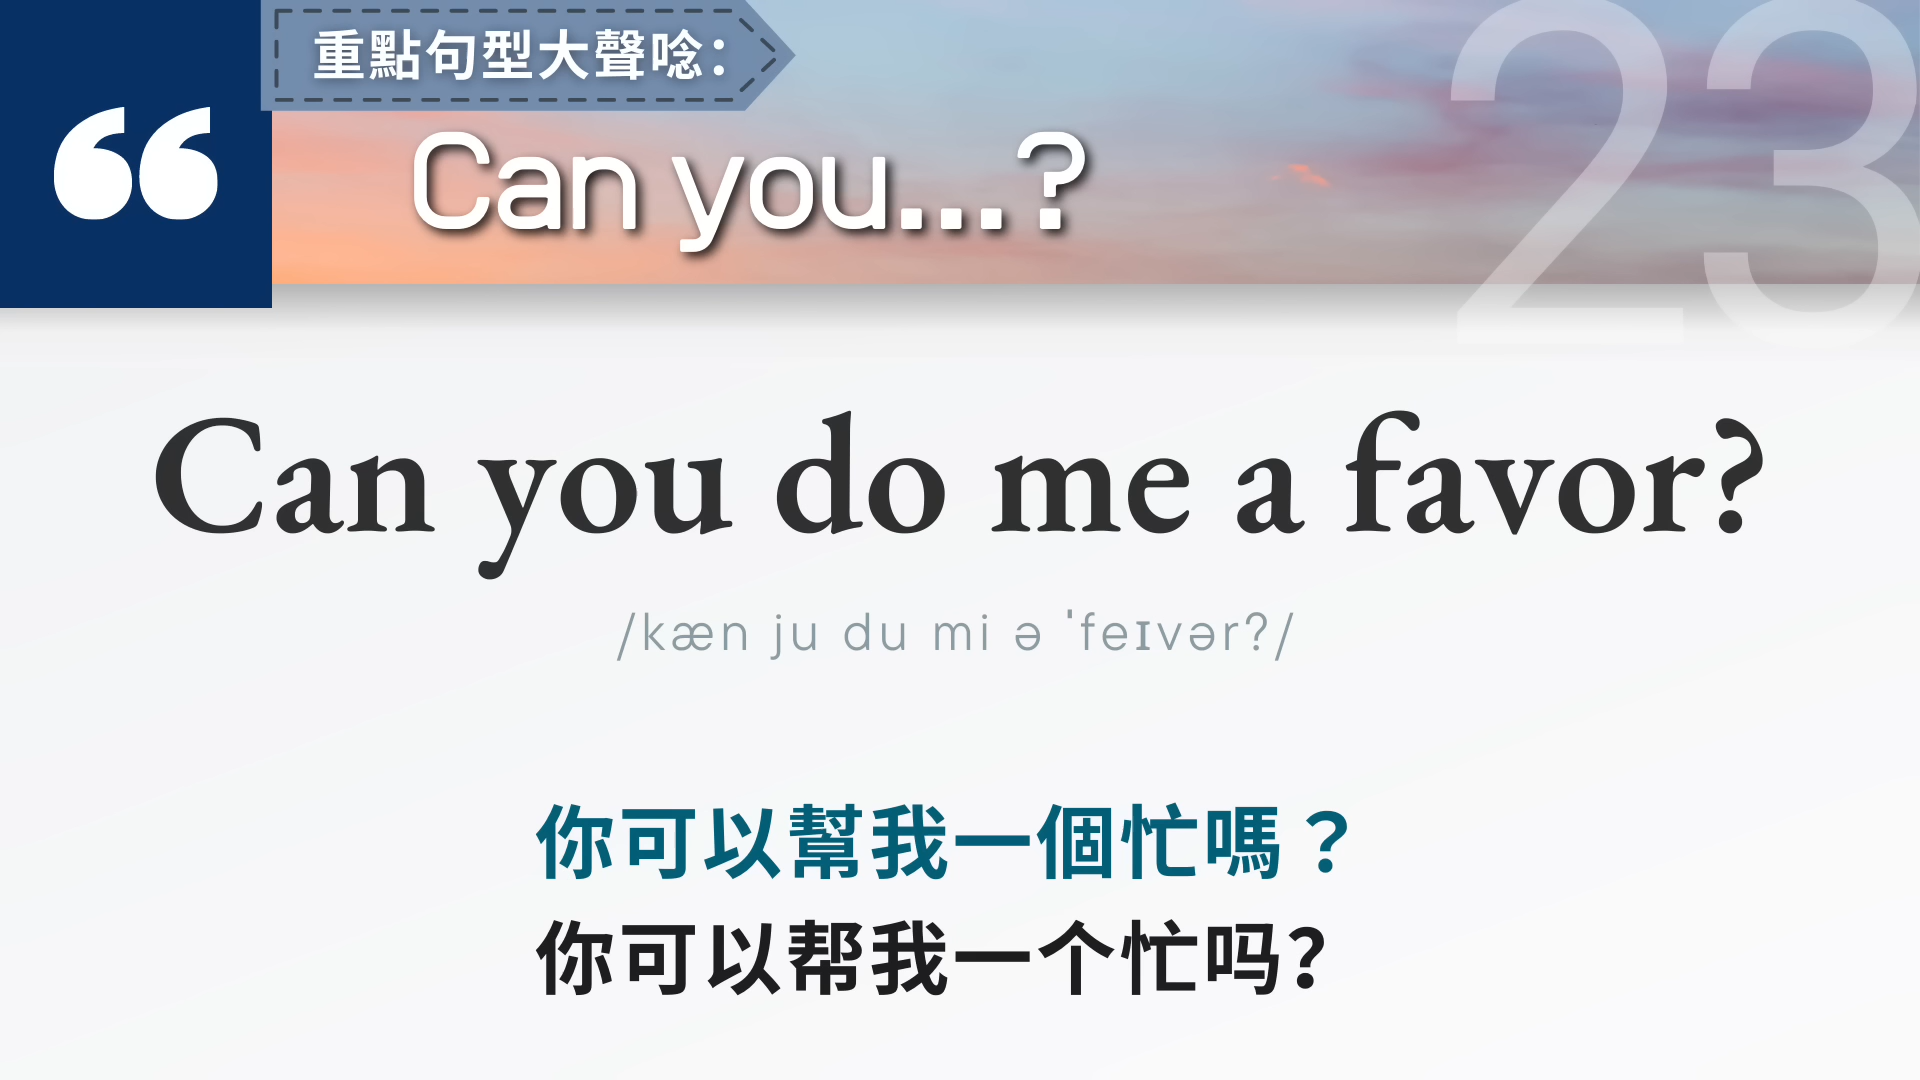 重點句型大聲唸：
23
Can you...?
Can you do me a favor?
/kæn ju du mi ə ˈfeɪvər?/
你可以幫我一個忙嗎？
你可以帮我一个忙吗？